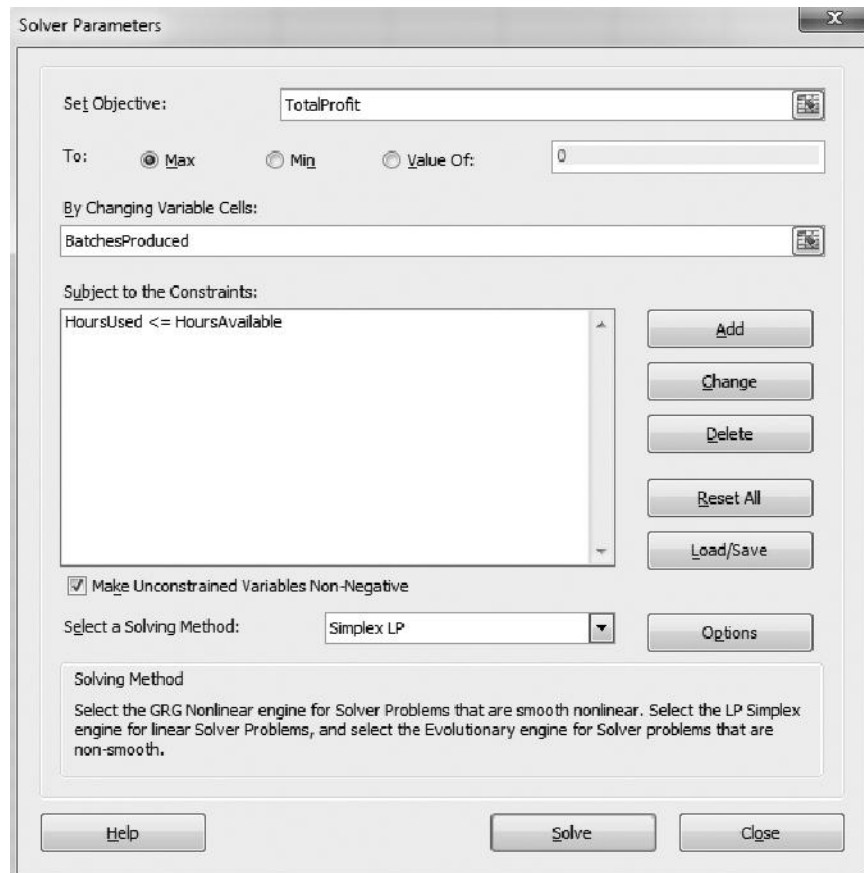 Solver Parameters
X
Set Objective:
TotalProfit
To:
Max
Min
Value Of:
0
By Changing Variable Cells:
BatchesProduced
Subject to the Constraints:
HoursUsed <= HoursAvailable
Add
Change
Delete
Reset All
Load/Save
Make Unconstrained Variables Non-Negative
Select a Solving Method:
Simplex LP
Options
Solving Method
Select the GRG Nonlinear engine for Solver Problems that are smooth nonlinear. Select the LP Simplex
engine for linear Solver Problems, and select the Evolutionary engine for Solver problems that are
non-smooth.
Help
Solve
Close